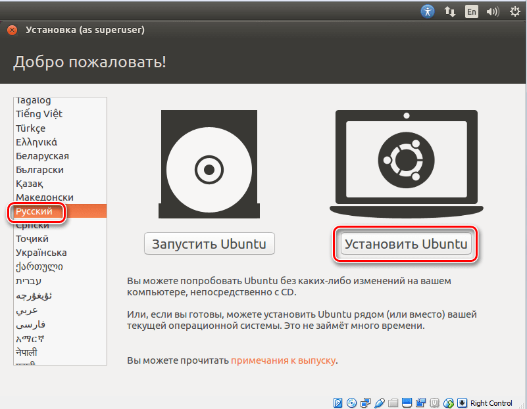 En
Установка (as superuser)
Добро пожаловать!
Tagalog
Tiếng Việt
Türkçe
Ελληνικά
Беларуская
Български
Қазақ
Македонски
Русский
Српски
Тоҷикӣ
Українська
ქართული
עברית
ئۇيغۇرچە
عربي
فارسی
አማርኛ
नेपाली
Запустить Ubuntu
Установить Ubuntu
Вы можете попробовать Ubuntu без каких-либо изменений на вашем
компьютере, непосредственно с CD.
Или, если вы готовы, можете установить Ubuntu рядом (или вместо) вашей
текущей операционной системы. Это не займёт много времени.
Вы можете прочитать примечания к выпуску.
Right Control